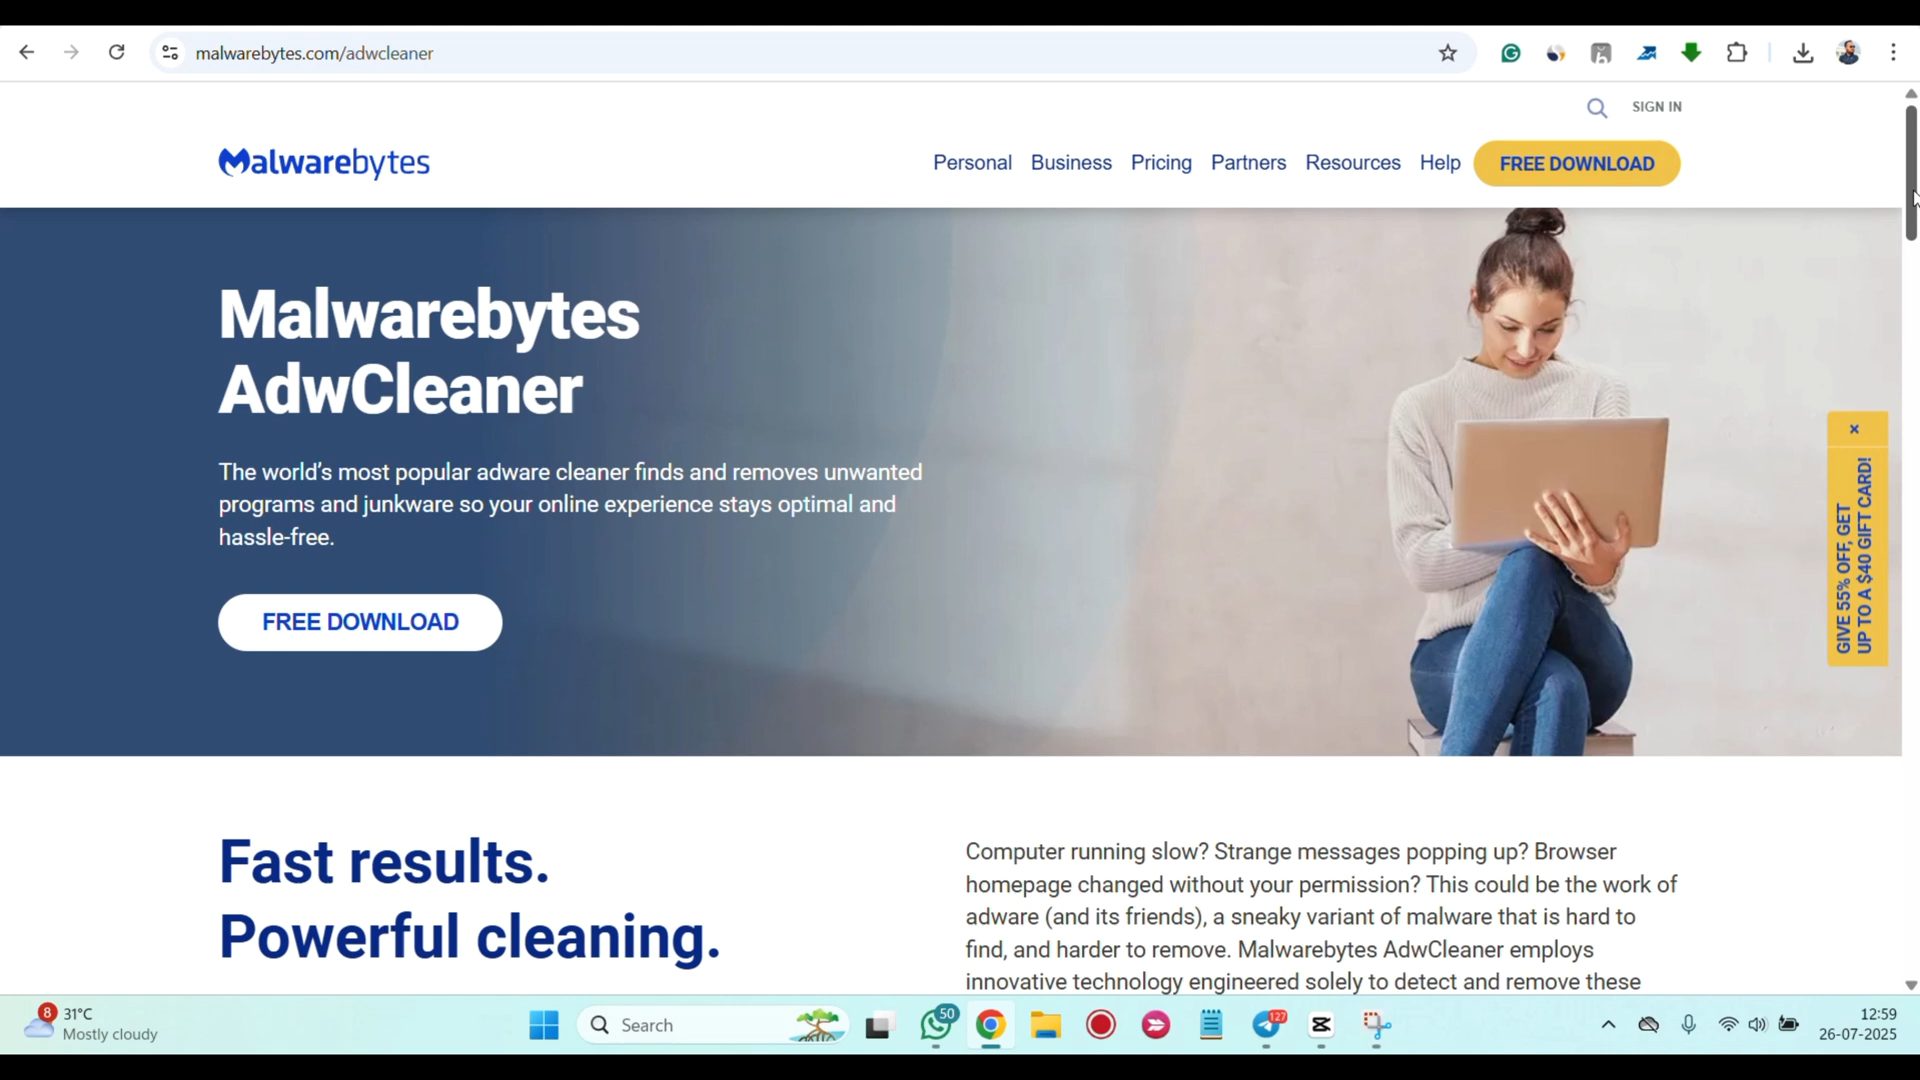 malwarebytes.com/adwcleaner
SIGN IN
Malwarebytes
Personal Business Pricing Partners Resources Help FREE DOWNLOAD
Malwarebytes
AdwCleaner
The world's most popular adware cleaner finds and removes unwanted
programs and junkware so your online experience stays optimal and
hassle-free.
FREE DOWNLOAD
×
GIVE 55% OFF, GET
UP TO A $40 GIFT CARD!
Fast results.
Powerful cleaning.
Computer running slow? Strange messages popping up? Browser
homepage changed without your permission? This could be the work of
adware (and its friends), a sneaky variant of malware that is hard to
find, and harder to remove. Malwarebytes AdwCleaner employs
innovative technology engineered solely to detect and remove these
8
31°C
Mostly cloudy
Search
50
127
12:59
26-07-2025